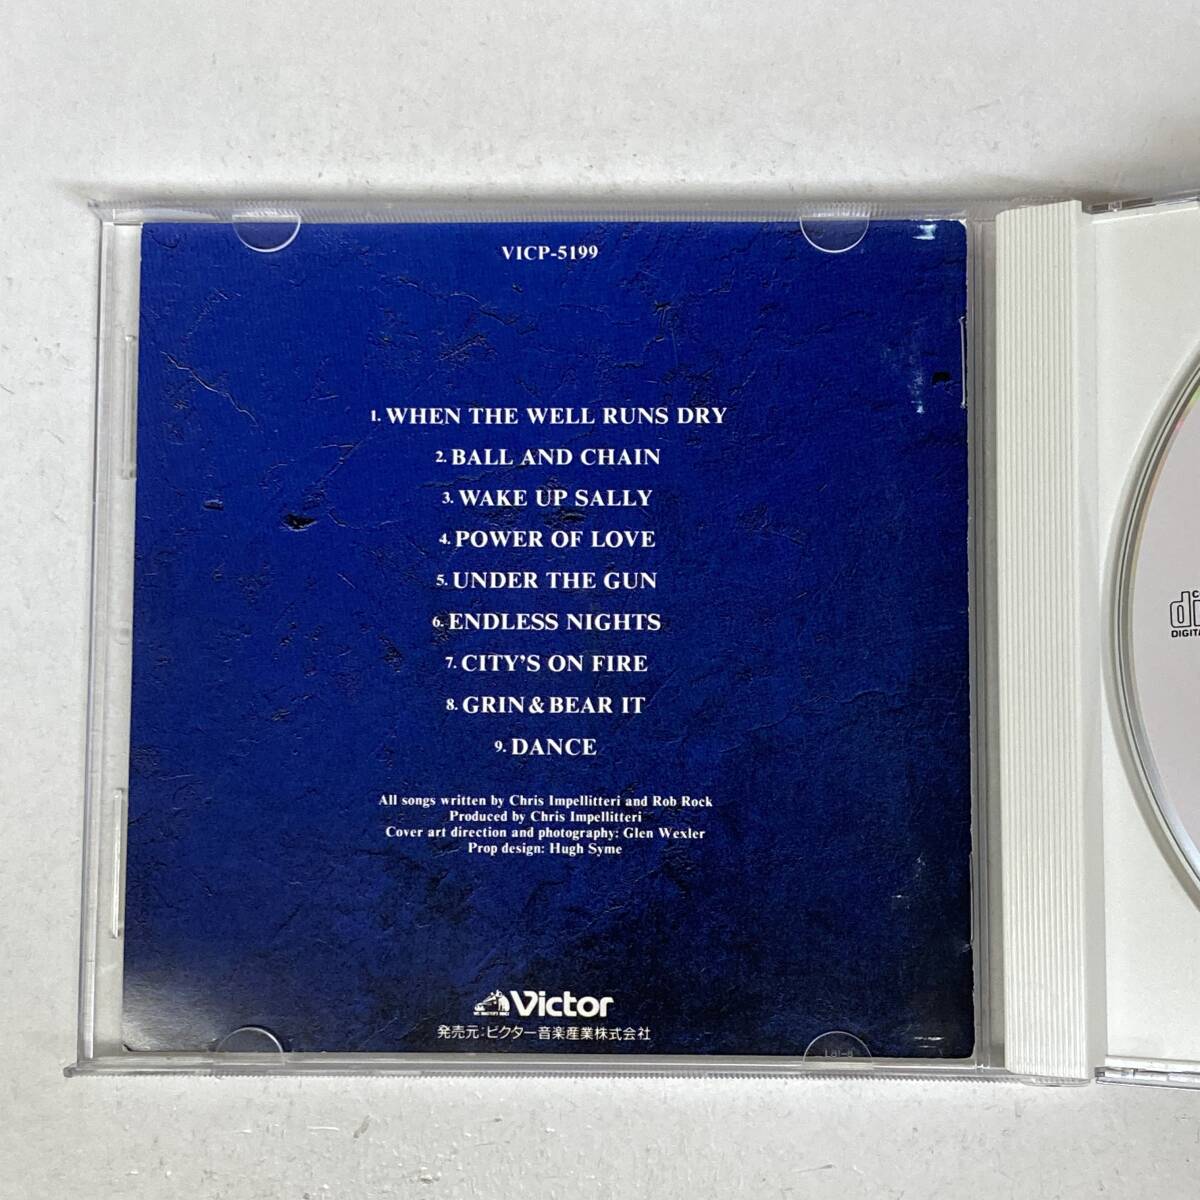 VICP-5199
1. WHEN THE WELL RUNS DRY
2. BALL AND CHAIN
3. WAKE UP SALLY
4. POWER OF LOVE
5. UNDER THE GUN
6. ENDLESS NIGHTS
7. CITY'S ON FIRE
8. GRIN & BEAR IT
9. DANCE
All songs written by Chris Impellitteri and Rob Rock
Produced by Chris Impellitteri
Cover art direction and photography: Glen Wexler
Prop design: Hugh Syme
Victor
発売元:ビクター音楽産業株式会社